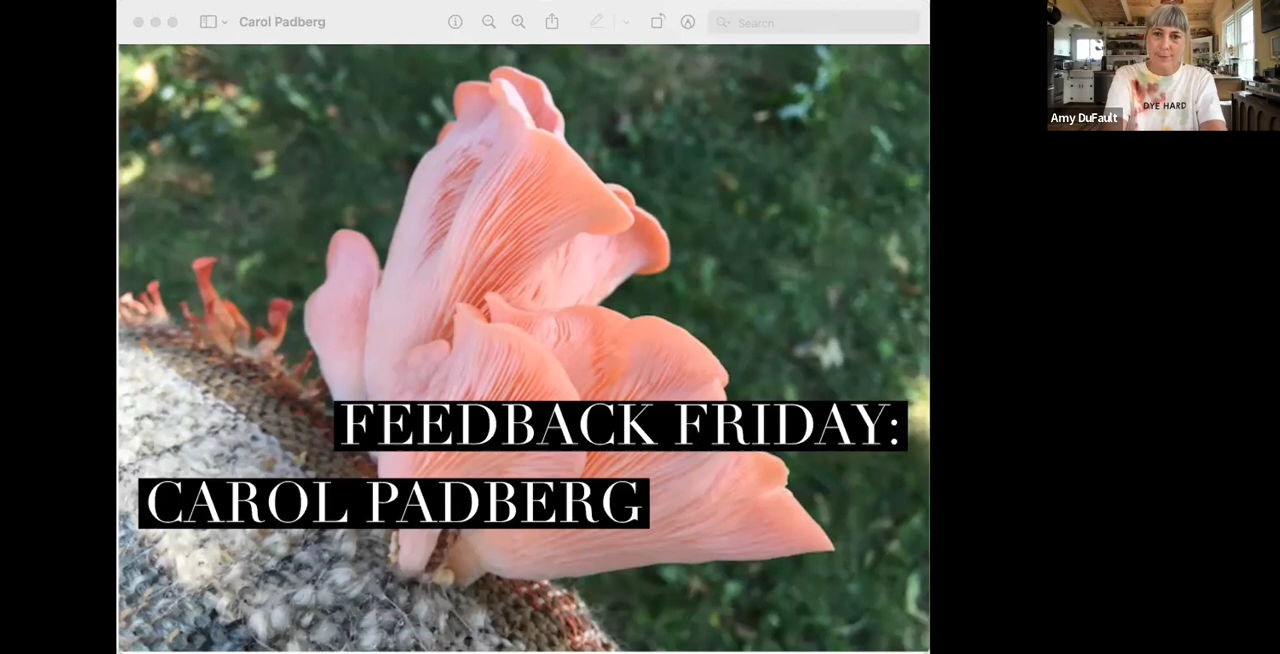 Carol Padberg
Search
FEEDBACK FRIDAY:
CAROL PADBERG
DYE HARD
Amy DuFault